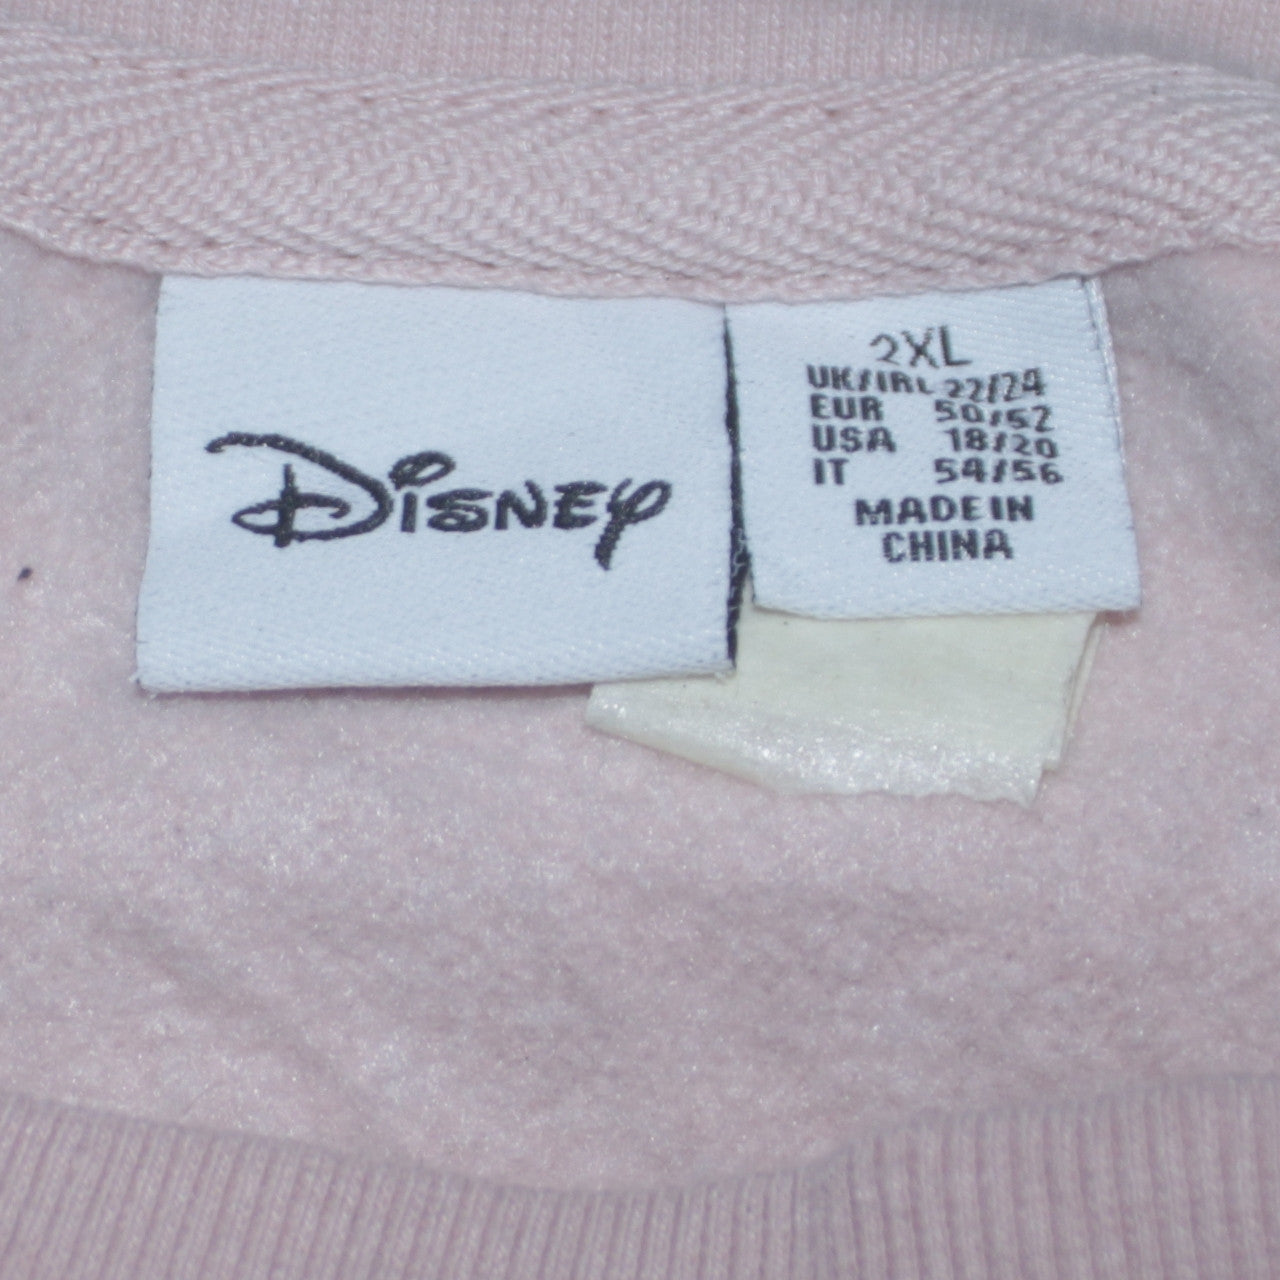 Disney
2XL
UK/IRL 22/24
EUR 50/52
USA 18/20
IT 54/56
MADE IN
CHINA